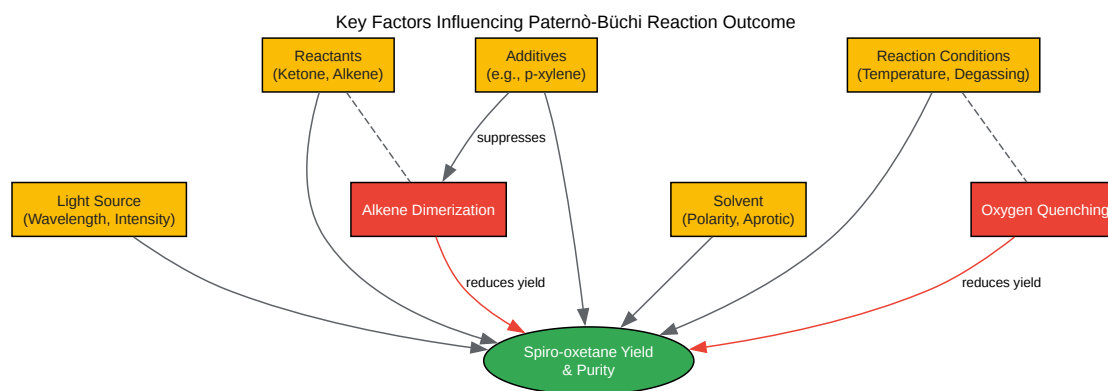 Key Factors Influencing Paternò-Büchi Reaction Outcome
Reactants
(Ketone, Alkene)
Additives
(e.g., p-xylene)
Reaction Conditions
(Temperature, Degassing)
suppresses
Light Source
(Wavelength, Intensity)
Alkene Dimerization
Solvent
(Polarity, Aprotic)
Oxygen Quenching
reduces yield
reduces yield
Spiro-oxetane Yield
& Purity